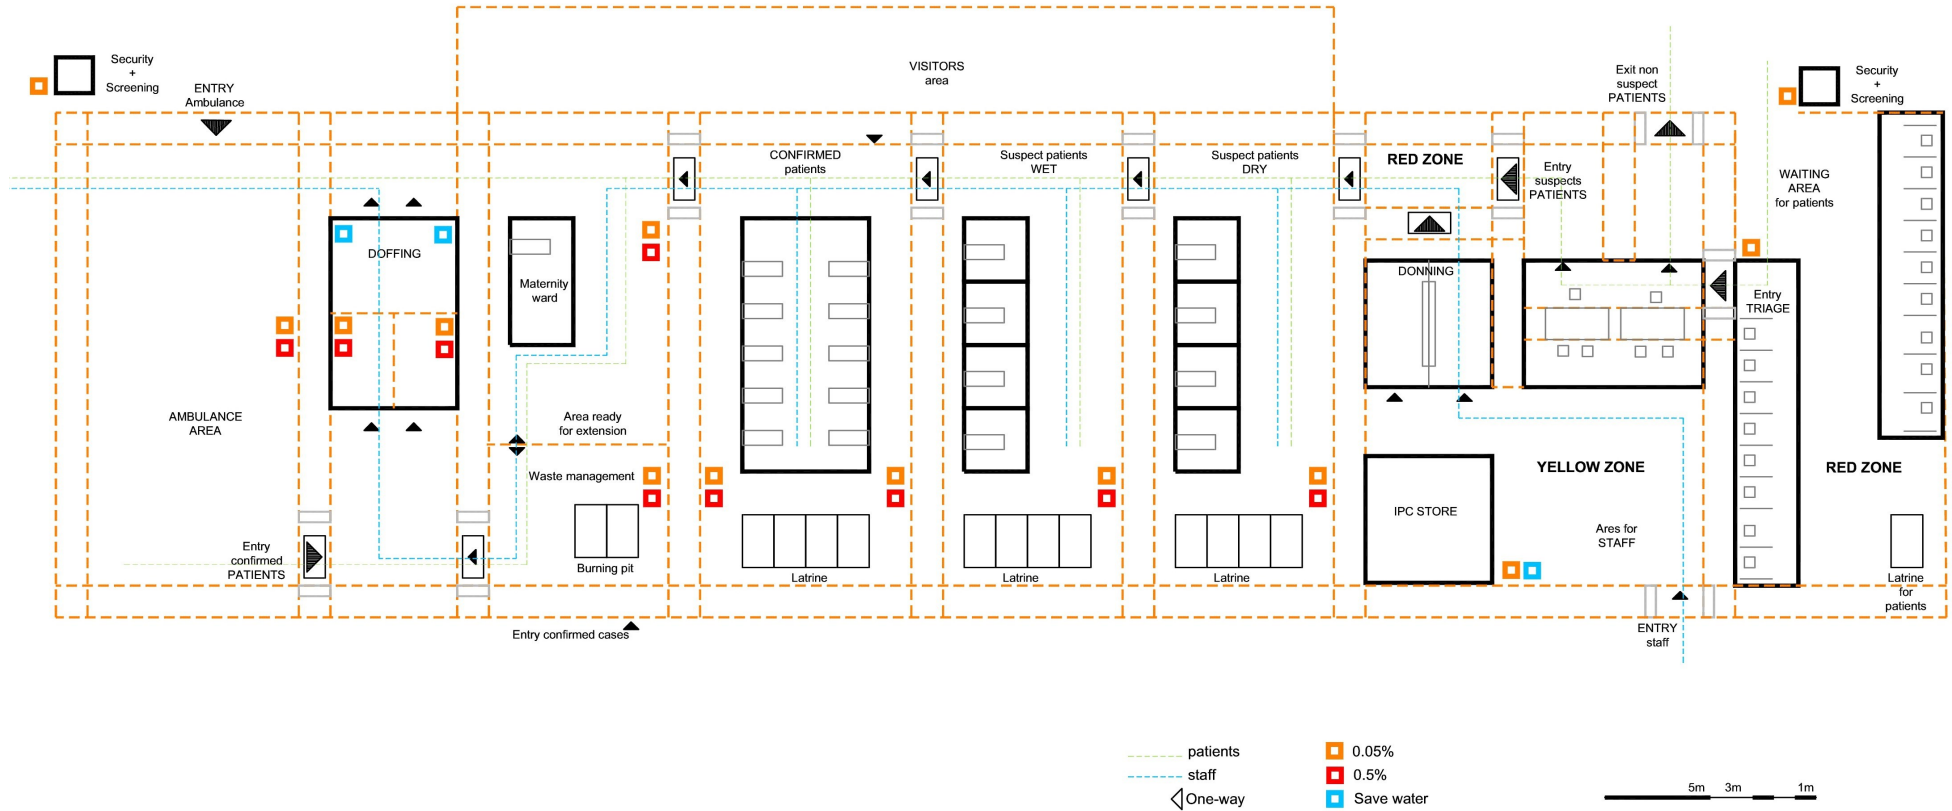 Security
+
Screening
ENTRY
Ambulance
VISITORS
area
Exit non
suspect
PATIENTS
Security
+
Screening
CONFIRMED
patients
Suspect patients
WET
Suspect patients
DRY
RED ZONE
Entry
suspects
PATIENTS
WAITING
AREA
for patients
DOFFING
Maternity
ward
DONNING
Entry
TRIAGE
AMBULANCE
AREA
Area ready
for extension
Waste management
YELLOW ZONE
RED ZONE
IPC STORE
Ares for
STAFF
Entry
confirmed
PATIENTS
Burning pit
Latrine
Latrine
Latrine
Latrine
for
patients
Entry confirmed cases
ENTRY
staff
patients
staff
One-way
0.05%
0.5%
Save water
5m 3m 1m